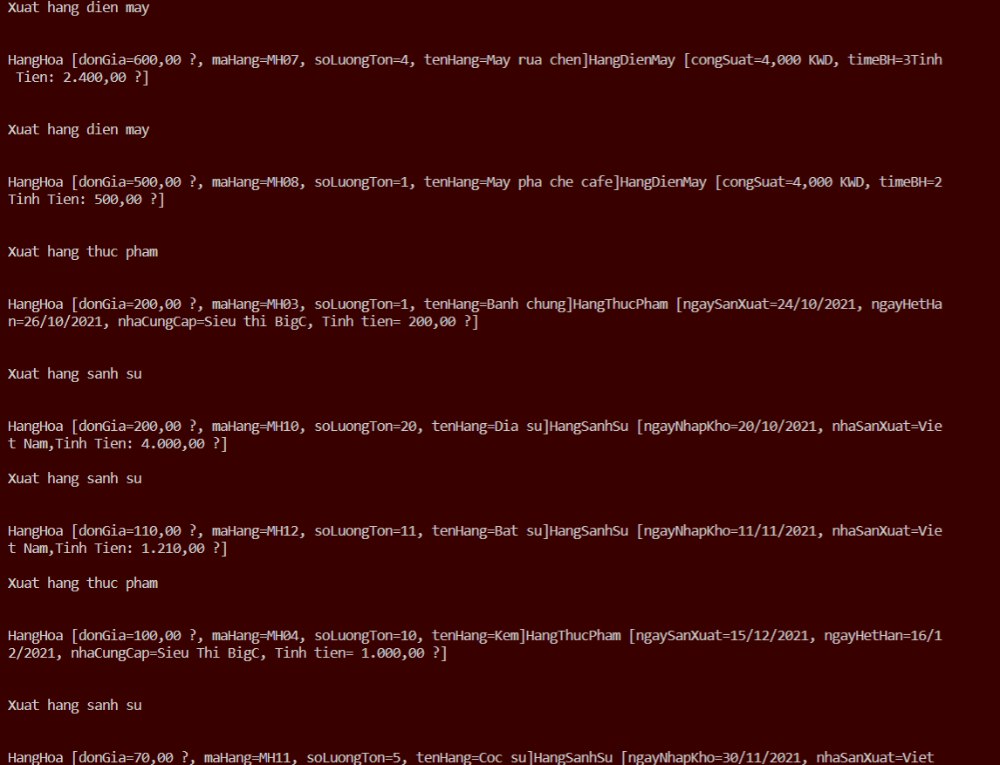 Xuat hang dien may
HangHoa [donGia=600,00 ?, maHang=MH07, soLuongTon=4, tenHang=May rua chen]HangDienMay [congSuat=4,000 KWD, timeBH=3Tinh
Tien: 2.400,00 ?]
Xuat hang dien may
HangHoa [donGia=500,00 ?, maHang=MH08, soLuongTon=1, tenHang=May pha che cafe]HangDienMay [congSuat=4,000 KWD, timeBH=2
Tinh Tien: 500,00 ?]
Xuat hang thuc pham
HangHoa [donGia=200,00 ?, maHang=MH03, soLuongTon=1, tenHang=Banh chung]HangThucPham [ngaySanXuat=24/10/2021, ngayHetHa
n=26/10/2021, nhaCungCap=Sieu thi BigC, Tinh tien= 200,00 ?]
Xuat hang sanh su
HangHoa [donGia=200,00 ?, maHang=MH10, soLuongTon=20, tenHang=Dia su]HangSanhSu [ngayNhapKho=20/10/2021, nhaSanXuat=Vie
t Nam,Tinh Tien: 4.000,00 ?]
Xuat hang sanh su
HangHoa [donGia=110,00 ?, maHang=MH12, soLuongTon=11, tenHang=Bat su]HangSanhSu [ngayNhapKho=11/11/2021, nhaSanXuat=Vie
t Nam,Tinh Tien: 1.210,00 ?]
Xuat hang thuc pham
HangHoa [donGia=100,00 ?, maHang=MH04, soLuongTon=10, tenHang=Kem]HangThucPham [ngaySanXuat=15/12/2021, ngayHetHan=16/1
2/2021, nhaCungCap=Sieu Thi BigC, Tinh tien= 1.000,00 ?]
Xuat hang sanh su
HangHoa [donGia=70,00 ?, maHang=MH11, soLuongTon=5, tenHang=Coc su]HangSanhSu [ngayNhapKho=30/11/2021, nhaSanXuat=Viet